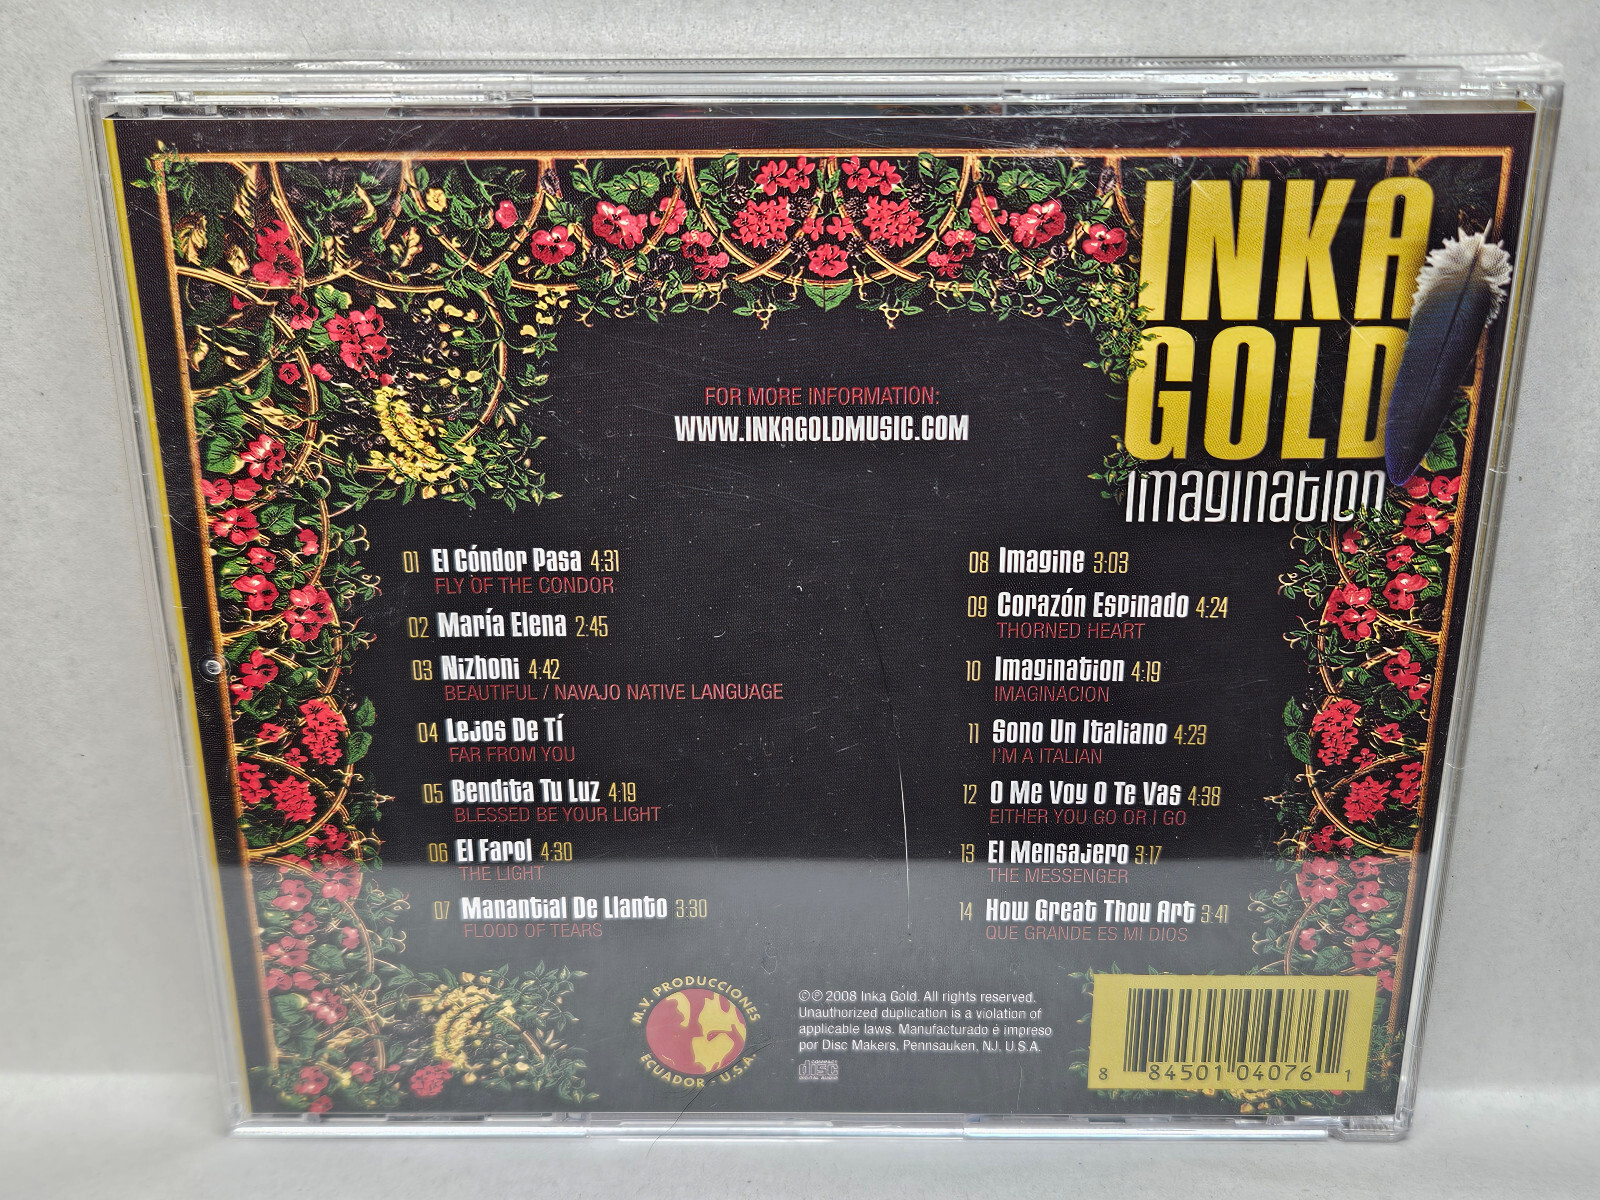 INKA
GOLD
imagination
FOR MORE INFORMATION:
WWW.INKAGOLDMUSIC.COM
01 El Cóndor Pasa 4:31
FLY OF THE CONDOR
02 María Elena 2:45
03 Nizhoni 4:42
BEAUTIFUL / NAVAJO NATIVE LANGUAGE
04 Lejos De Tí
FAR FROM YOU
05 Bendita Tu Luz 4:19
BLESSED BE YOUR LIGHT
06 El Farol 4:30
THE LIGHT
07 Manantial De Llanto 3:30
FLOOD OF TEARS
08 Imagine 3:03
09 Corazón Espinado 4:24
THORNED HEART
10 Imagination 4:19
IMAGINACION
11 Sono Un Italiano 4:23
I'M A ITALIAN
12 O Me Voy O Te Vas 4:38
EITHER YOU GO OR I GO
13 El Mensajero 3:17
THE MESSENGER
14 How Great Thou Art 3:41
QUE GRANDE ES MI DIOS
M.V. PRODUCCIONES
ECUADOR - U.S.A.
©℗ 2008 Inka Gold. All rights reserved.
Unauthorized duplication is a violation of
applicable laws. Manufacturado é impreso
por Disc Makers, Pennsauken, NJ. U.S.A.
COMPACT
disc
DIGITAL AUDIO
8 84501 04076 1